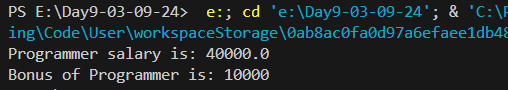 PS E:\Day9-03-09-24> e:; cd 'e:\Day9-03-09-24'; & 'C:\P
ing\Code\User\workspaceStorage\0ab8ac0fa0d97a6efaee1db48
Programmer salary is: 40000.0
Bonus of Programmer is: 10000